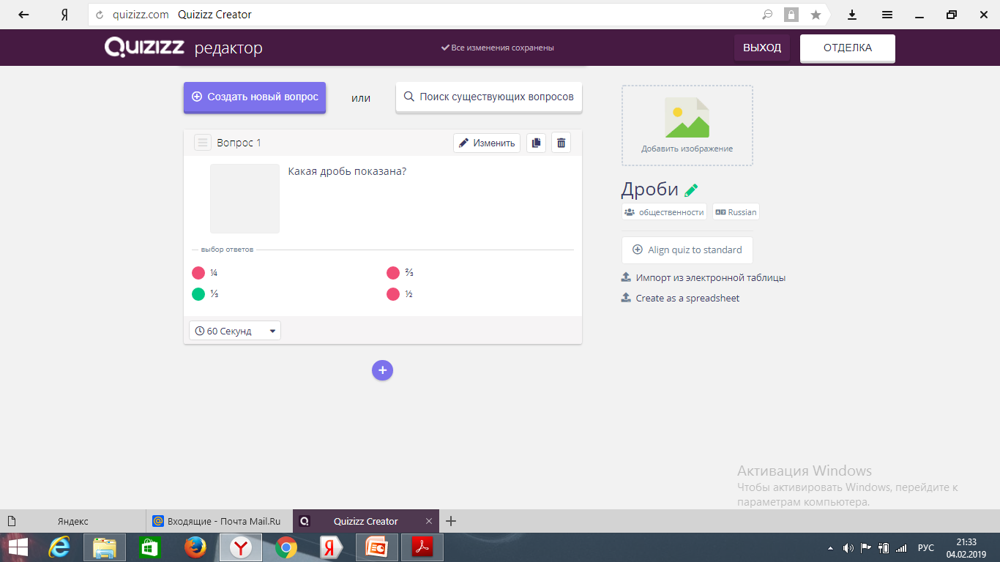 quizizz.com Quizizz Creator
QUIZIZZ редактор
Все изменения сохранены
ВЫХОД
ОТДЕЛКА
Создать новый вопрос
или
Поиск существующих вопросов
Вопрос 1
Изменить
Какая дробь показана?
выбор ответов
¼
⅔
⅓
½
60 Секунд
Добавить изображение
Дроби
общественности
Russian
Align quiz to standard
Импорт из электронной таблицы
Create as a spreadsheet
Активация Windows
Чтобы активировать Windows, перейдите к
параметрам компьютера.
Яндекс
Входящие - Почта Mail.Ru
Quizizz Creator
РУС
21:33
04.02.2019